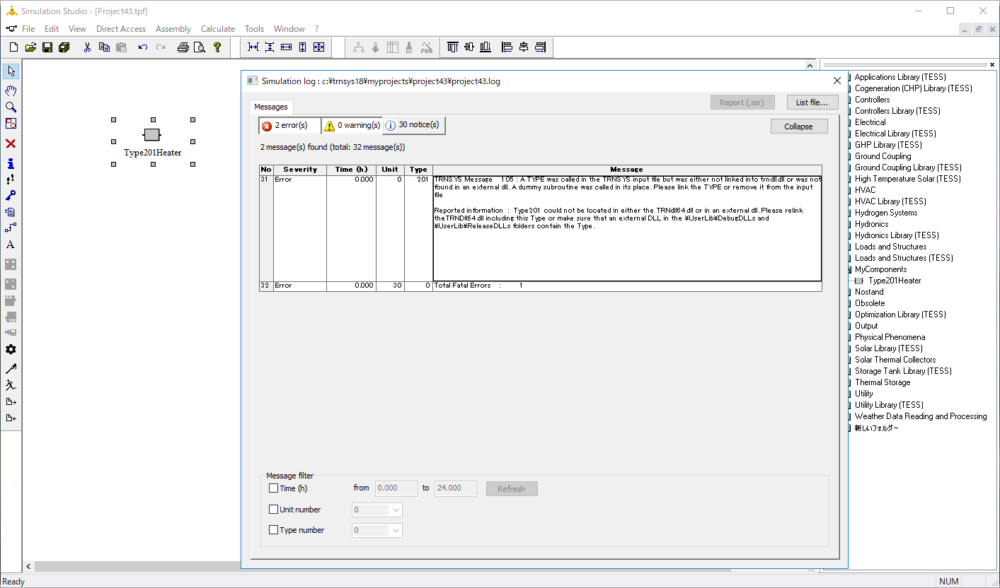 Simulation Studio - [Project43.tpf]
File Edit View Direct Access Assembly Calculate Tools Window ?
FOR
A
Type201Heater
Simulation log : c:¥trnsys18¥myprojects¥project43¥project43.log
Messages
Report (.ssr)
List file...
2 error(s)
0 warning(s)
30 notice(s)
Collapse
2 message(s) found (total: 32 message(s))
No Severity Time (h) Unit Type Message
31 Error 0.000 0 201 TRNSYS Message 105 : A TYPE was called in the TRNSYS input file but was either not linked into trndll.dll or was not
found in an external dll. A dummy subroutine was called in its place. Please link the TYPE or remove it from the input
file
Reported information : Type201 could not be located in either the TRNdll64.dll or in an external dll. Please relink
theTRNDll64.dll including this Type or make sure that an external DLL in the ¥UserLib¥DebugDLLs and
¥UserLib¥ReleaseDLLs folders contain the Type.
32 Error 0.000 30 0 Total Fatal Errors : 1
Message filter
Time (h) from 0.000 to 24.000 Refresh
Unit number 0
Type number 0
Applications Library (TESS)
Cogeneration (CHP) Library (TESS)
Controllers
Controllers Library (TESS)
Electrical
Electrical Library (TESS)
GHP Library (TESS)
Ground Coupling
Ground Coupling Library (TESS)
High Temperature Solar (TESS)
HVAC
HVAC Library (TESS)
Hydrogen Systems
Hydronics
Hydronics Library (TESS)
Loads and Structures
Loads and Structures (TESS)
MyComponents
Type201Heater
Nostand
Obsolete
Optimization Library (TESS)
Output
Physical Phenomena
Solar Library (TESS)
Solar Thermal Collectors
Storage Tank Library (TESS)
Thermal Storage
Utility
Utility Library (TESS)
Weather Data Reading and Processing
新しいフォルダー
Ready
NUM